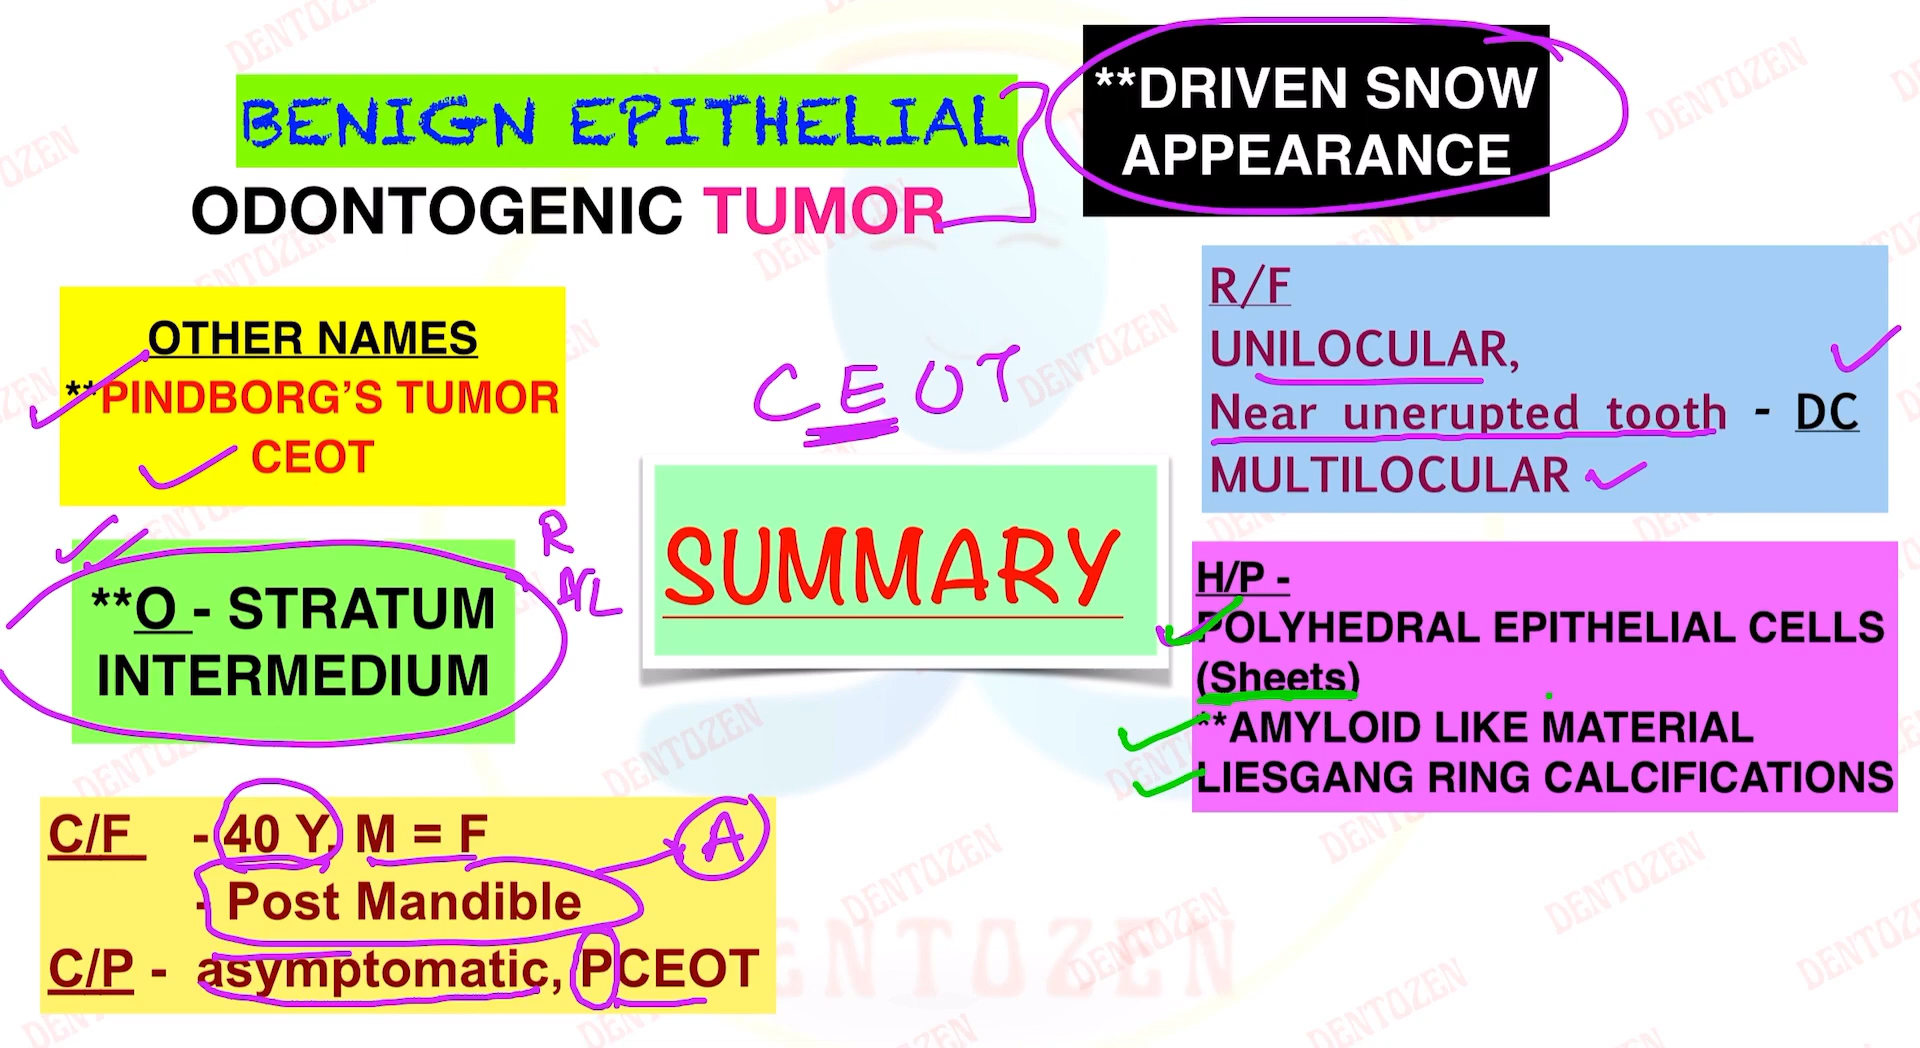 BENIGN EPITHELIAL
ODONTOGENIC TUMOR
**DRIVEN SNOW
APPEARANCE
OTHER NAMES
**PINDBORG'S TUMOR
CEOT
CEOT
R/F
UNILOCULAR,
Near unerupted tooth - DC
MULTILOCULAR
**O - STRATUM
INTERMEDIUM
R
SUMMARY
H/P -
POLYHEDRAL EPITHELIAL CELLS
(Sheets)
**AMYLOID LIKE MATERIAL
LIESGANG RING CALCIFICATIONS
C/F - 40 Y, M = F
A
- Post Mandible
C/P - asymptomatic, PCEOT
DENTOZEN